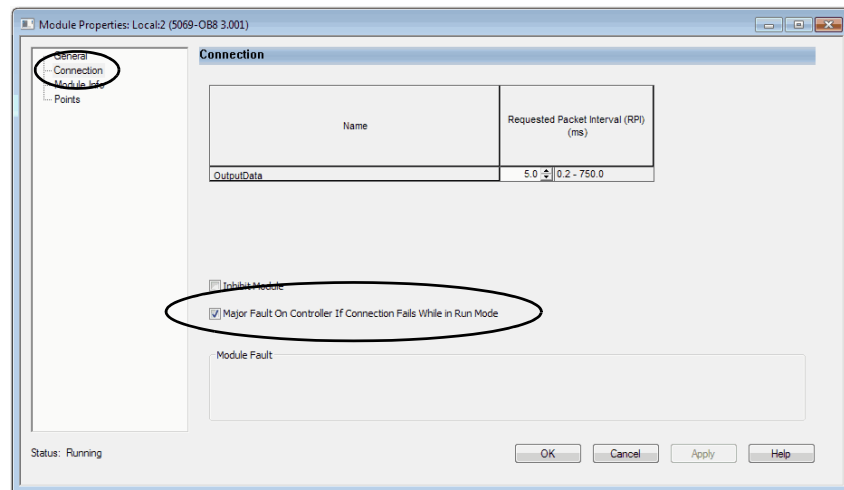 Module Properties: Local:2 (5069-OB8 3.001)
General
Connection
Module Info
Points
Connection
Name
Requested Packet Interval (RPI)
(ms)
OutputData
5.0
0.2 - 750.0
Inhibit Module
Major Fault On Controller If Connection Fails While in Run Mode
Module Fault
Status: Running
OK
Cancel
Apply
Help